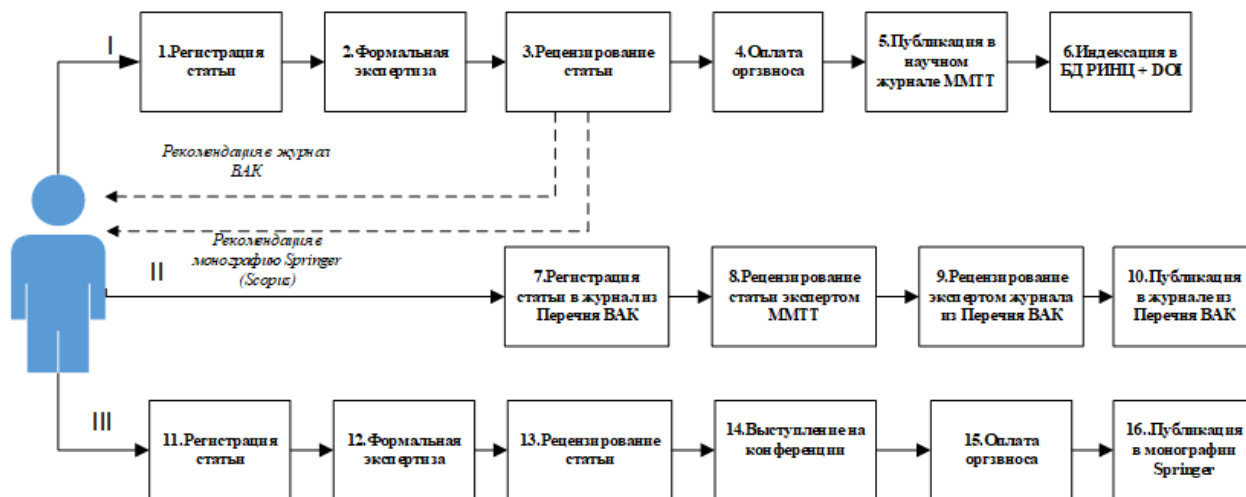 I
1.Регистрация
статьи
2.Формальная
экспертиза
3.Рецензирование
статьи
4.Оплата
оргзвноса
5.Публикация в
научном
журнале ММТТ
6.Индексация в
БД РИНЦ + DOI
Рекомендация в журнал
ВАК
Рекомендация в
монографию Springer
(Scopus)
II
7.Регистрация
статьи в журнал из
Перечня ВАК
8.Рецензирование
статьи экспертом
ММТТ
9.Рецензирование
экспертом журнала
из Перечня ВАК
10.Публикация
в журнале из
Перечня ВАК
III
11.Регистрация
статьи
12.Формальная
экспертиза
13.Рецензирование
статьи
14.Выступление на
конференции
15.Оплата
оргзвноса
16..Публикация
в монографии
Springer